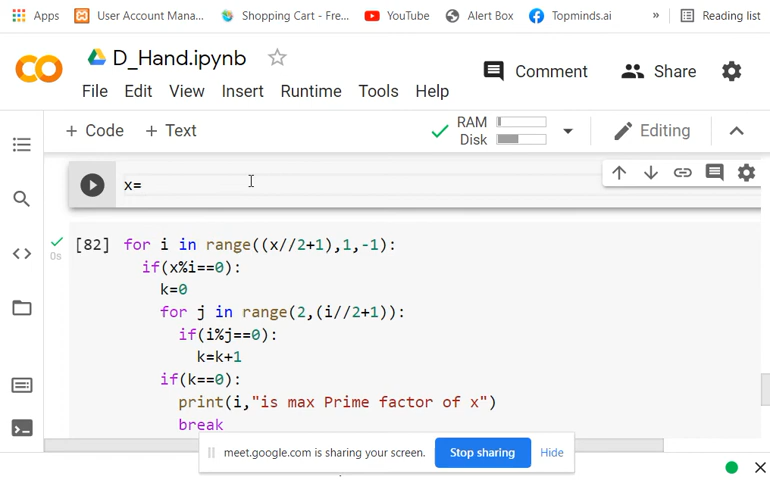 Apps User Account Mana... Shopping Cart - Fre... YouTube Alert Box Topminds.ai » Reading list
D_Hand.ipynb
Comment Share
File Edit View Insert Runtime Tools Help
+ Code + Text RAM Disk Editing
x=
[82] for i in range((x//2+1),1,-1):
0s if(x%i==0):
k=0
for j in range(2,(i//2+1)):
if(i%j==0):
k=k+1
if(k==0):
print(i,"is max Prime factor of x")
break
meet.google.com is sharing your screen. Stop sharing Hide